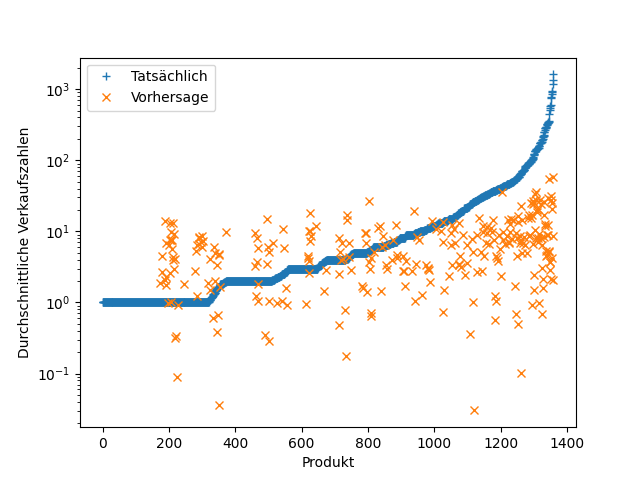 Tatsächlich
Vorhersage
Durchschnittliche Verkaufszahlen
10³
10²
10¹
10⁰
10⁻¹
0 200 400 600 800 1000 1200 1400
Produkt